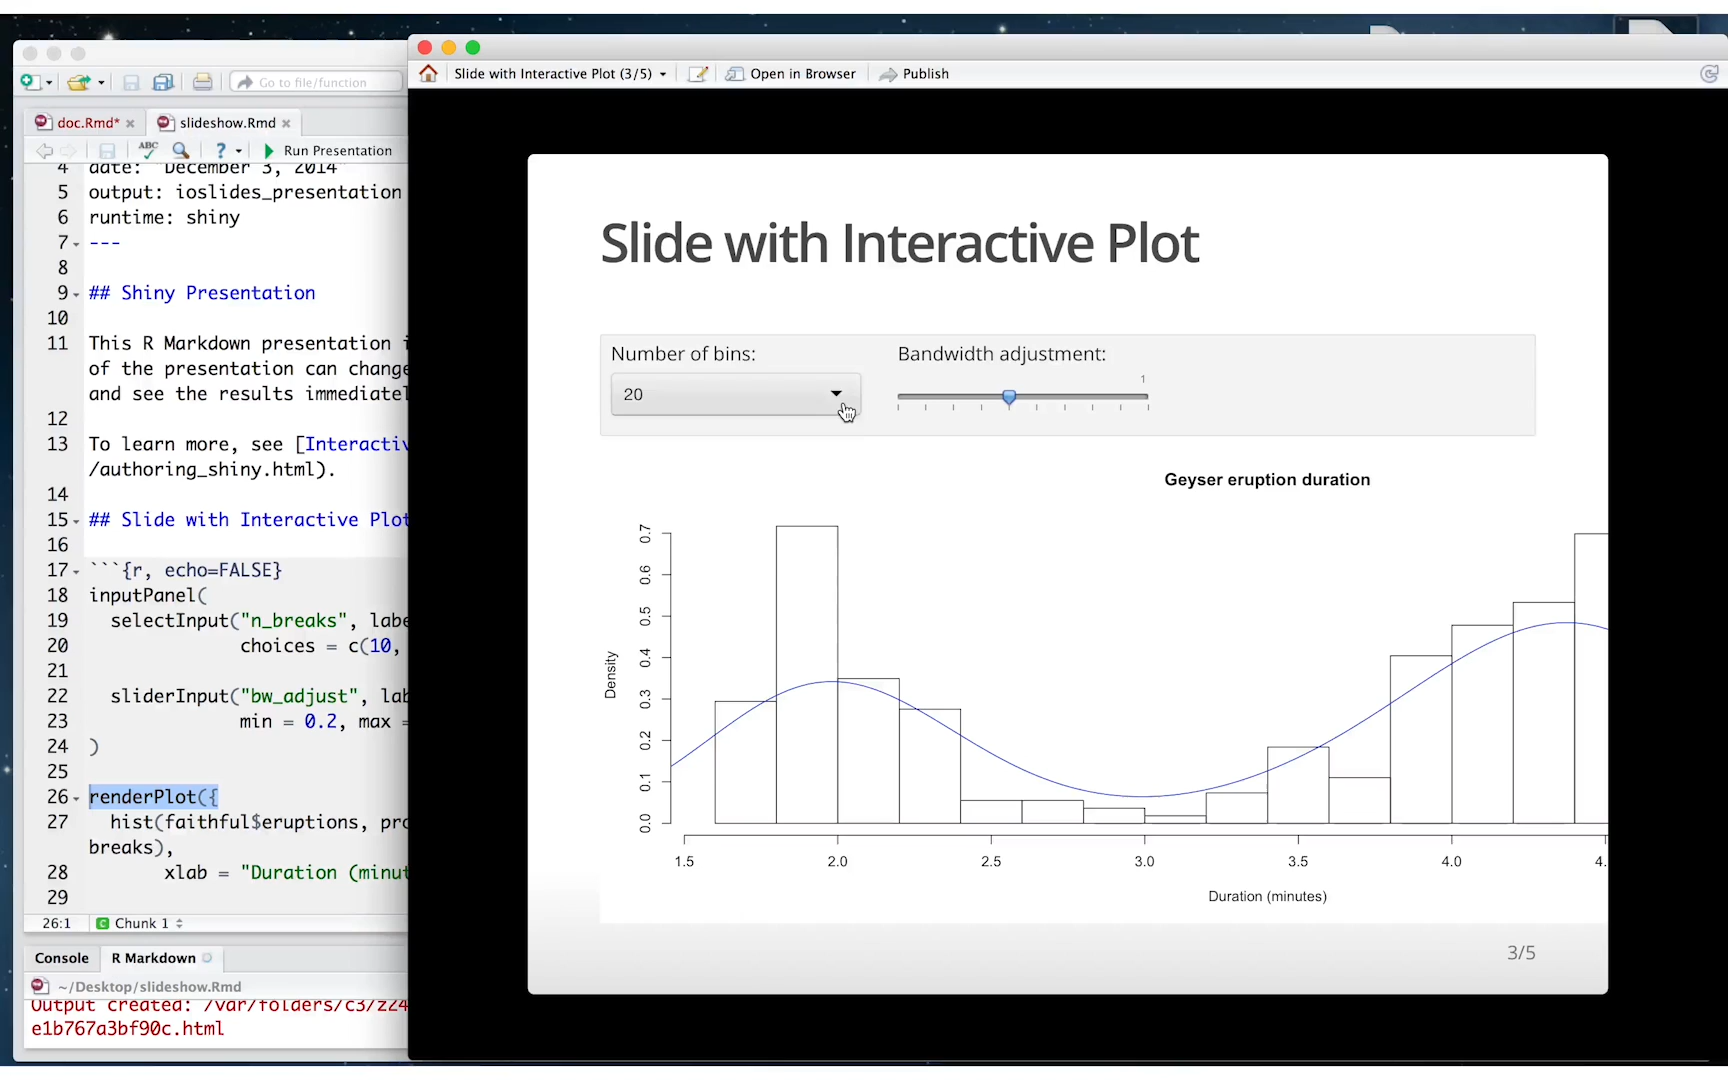 Go to file/function
doc.Rmd*
slideshow.Rmd
ABC
?
Run Presentation
4 date: "December 3, 2014"
5 output: ioslides_presentation
6 runtime: shiny
7 ---
8
9 ## Shiny Presentation
10
11 This R Markdown presentation
of the presentation can change
and see the results
12
13 To learn more, see [Interactiv
/authoring_shiny.html).
14
15 ## Slide with Interactive Plot
16
17 ```{r, echo=FALSE}
18 inputPanel(
19 selectInput("n_breaks", labe
20 choices = c(10,
21
22 sliderInput("bw_adjust", lab
23 min = 0.2, max =
24 )
25
26 renderPlot({
27 hist(faithful$eruptions, pro
breaks),
28 xlab = "Duration (minut
29
26:1 C Chunk 1
Console
R Markdown
~/Desktop/slideshow.Rmd
Output created: /var/folders/c3/z24
e1b767a3bf90c.html
Slide with Interactive Plot (3/5)
Open in Browser
Publish
Slide with Interactive Plot
Number of bins:
20
Bandwidth adjustment:
1
Geyser eruption duration
Density
0.7
0.6
0.5
0.4
0.3
0.2
0.1
0.0
1.5 2.0 2.5 3.0 3.5 4.0 4.
Duration (minutes)
3/5